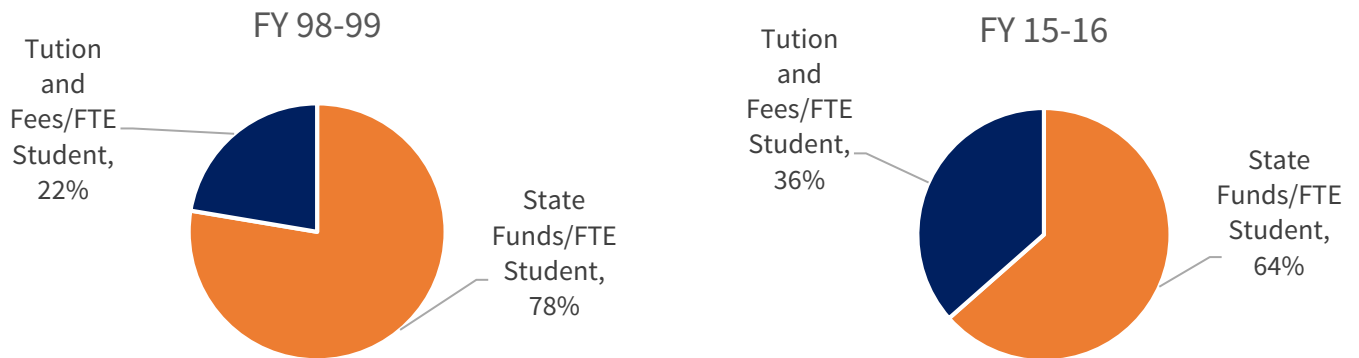 FY 98-99
Tution
and
Fees/FTE
Student,
22%
State
Funds/FTE
Student,
78%
FY 15-16
Tution
and
Fees/FTE
Student,
36%
State
Funds/FTE
Student,
64%